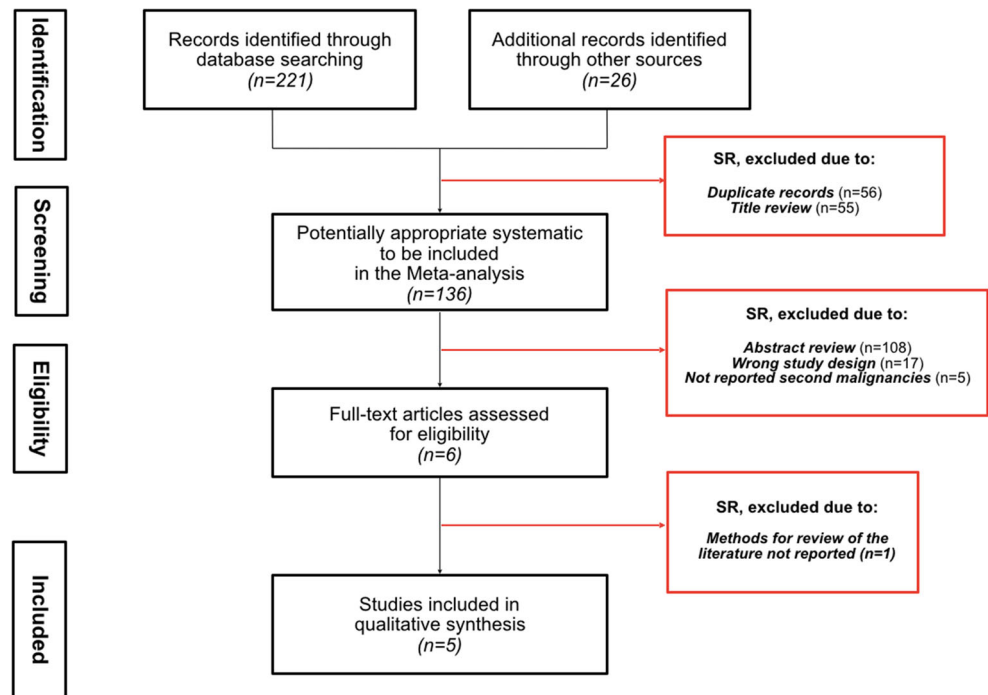 Identification
Records identified through
database searching
(n=221)
Additional records identified
through other sources
(n=26)
SR, excluded due to:
Duplicate records (n=56)
Title review (n=55)
Screening
Potentially appropriate systematic
to be included
in the Meta-analysis
(n=136)
SR, excluded due to:
Abstract review (n=108)
Wrong study design (n=17)
Not reported second malignancies (n=5)
Eligibility
Full-text articles assessed
for eligibility
(n=6)
SR, excluded due to:
Methods for review of the
literature not reported (n=1)
Included
Studies included in
qualitative synthesis
(n=5)